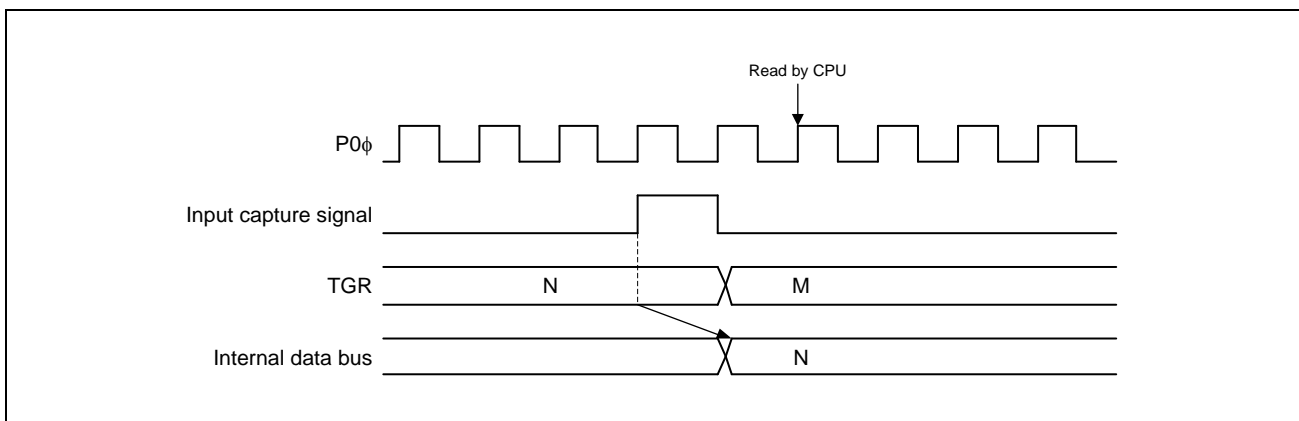 Read by CPU
P0ϕ
Input capture signal
TGR N M
Internal data bus N